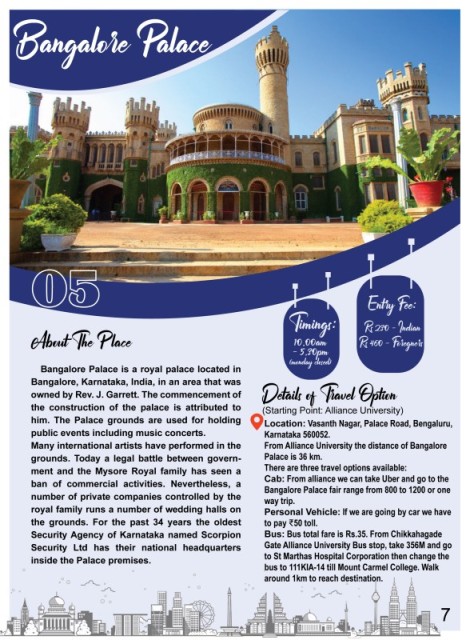 Bangalore Palace
05
About The Place
Bangalore Palace is a royal palace located in
Bangalore, Karnataka, India, in an area that was
owned by Rev. J. Garrett. The commencement of
the construction of the palace is attributed to
him. The Palace grounds are used for holding
public events including music concerts.
Many international artists have performed in the
grounds. Today a legal battle between govern-
ment and the Mysore Royal family has seen a
ban of commercial activities. Nevertheless, a
number of private companies controlled by the
royal family runs a number of wedding halls on
the grounds. For the past 34 years the oldest
Security Agency of Karnataka named Scorpion
Security Ltd has their national headquarters
inside the Palace premises.
Timings:
10.00am
- 5.20pm
(monday closed)
Entry Fee:
Rs 230 - Indian
Rs 460 - Foregners
Details of Travel Option
(Starting Point: Alliance University)
Location: Vasanth Nagar, Palace Road, Bengaluru,
Karnataka 560052.
From Alliance University the distance of Bangalore
Palace is 36 km.
There are three travel options available:
Cab: From alliance we can take Uber and go to the
Bangalore Palace fair range from 800 to 1200 or one
way trip.
Personal Vehicle: If we are going by car we have
to pay ₹50 toll.
Bus: Bus total fare is Rs.35. From Chikkahagade
Gate Alliance University Bus stop, take 356M and go
to St Marthas Hospital Corporation then change the
bus to 111KIA-14 till Mount Carmel College. Walk
around 1km to reach destination.
7